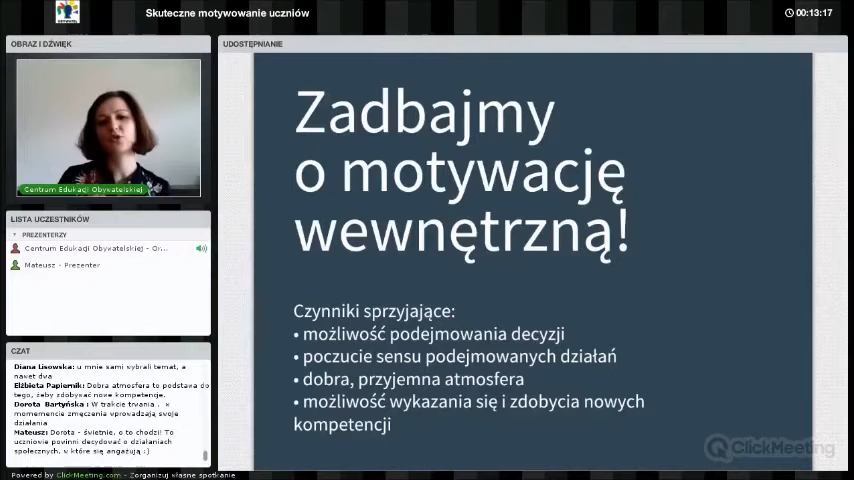 Skuteczne motywowanie uczniów
00:13:17
OBRAZ I DŹWIĘK
Centrum Edukacji Obywatelskiej
LISTA UCZESTNIKÓW
PREZENTERZY
Centrum Edukacji Obywatelskiej - Or...
Mateusz - Prezenter
CZAT
Diana Lisowska: u mnie sami wybrali temat, a
nawet dwa
Elżbieta Papiernik: Dobra atmosfera to podstawa do
tego, żeby zdobywać nowe kompetencje.
Dorota Bartyńska: W trakcie trwania , w
momemencie zmęczenia wprowadzają swoje
działania
Mateusz: Dorota - świetnie, o to chodzi! To
uczniowie powinni decydować o działaniach
społecznych, w które się angażują :)
UDOSTĘPNIANIE
Zadbajmy
o motywację
wewnętrzną!
Czynniki sprzyjające:
• możliwość podejmowania decyzji
• poczucie sensu podejmowanych działań
• dobra, przyjemna atmosfera
• możliwość wykazania się i zdobycia nowych
kompetencji
ClickMeeting
Powered by ClickMeeting.com - Zorganizuj własne spotkanie